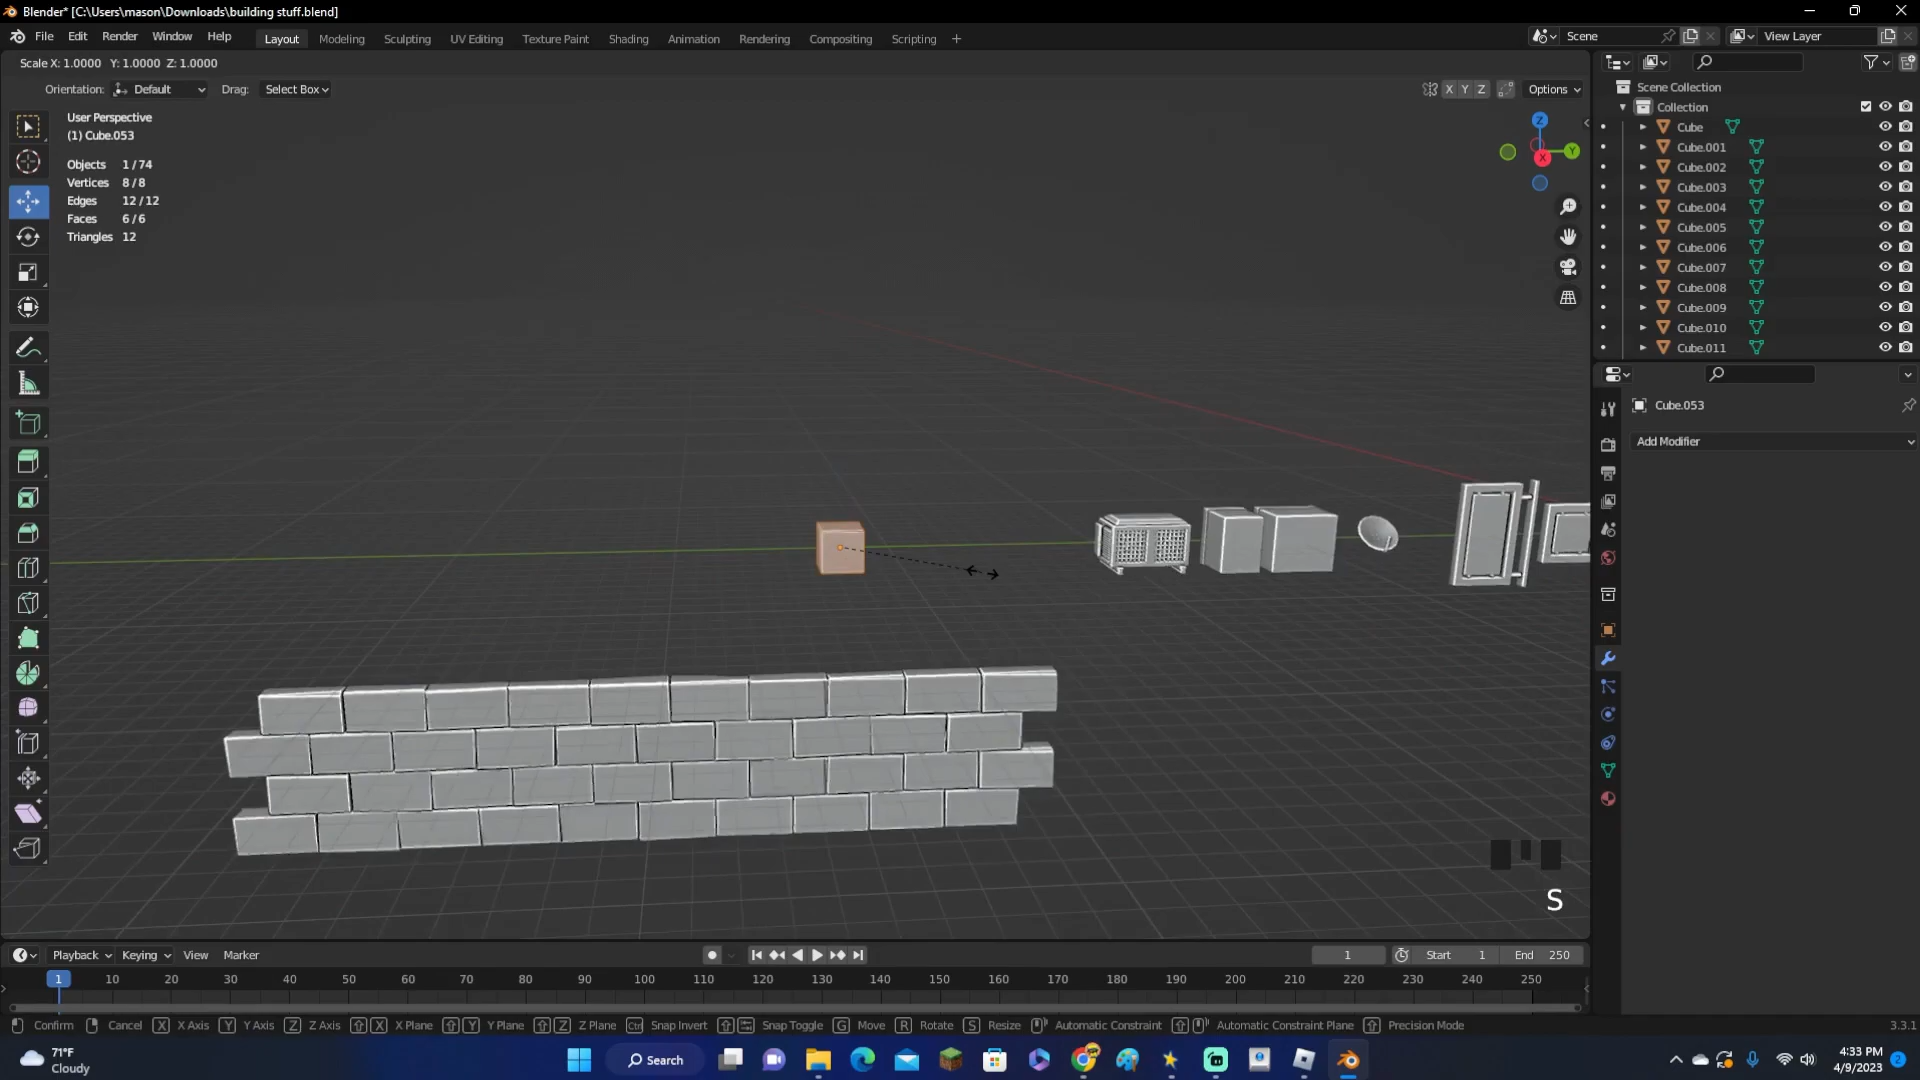 Blender* [C:\Users\mason\Downloads\building stuff.blend]
File Edit Render Window Help Layout Modeling Sculpting UV Editing Texture Paint Shading Animation Rendering Compositing Scripting + Scene View Layer
Scale X: 1.0000 Y: 1.0000 Z: 1.0000
Orientation: Default Drag: Select Box X Y Z Options
User Perspective
(1) Cube.053
Objects 1 / 74
Vertices 8 / 8
Edges 12 / 12
Faces 6 / 6
Triangles 12
Z
Y
X
Scene Collection
Collection
Cube
Cube.001
Cube.002
Cube.003
Cube.004
Cube.005
Cube.006
Cube.007
Cube.008
Cube.009
Cube.010
Cube.011
Cube.053
Add Modifier
S
Playback Keying View Marker 1 Start 1 End 250
1 10 20 30 40 50 60 70 80 90 100 110 120 130 140 150 160 170 180 190 200 210 220 230 240 250
Confirm Cancel X X Axis Y Y Axis Z Z Axis X X Plane Y Y Plane Z Z Plane Ctrl Snap Invert Snap Toggle G Move R Rotate S Resize Automatic Constraint Automatic Constraint Plane Precision Mode 3.3.1
71°F
Cloudy
Search
4:33 PM
4/9/2023
2